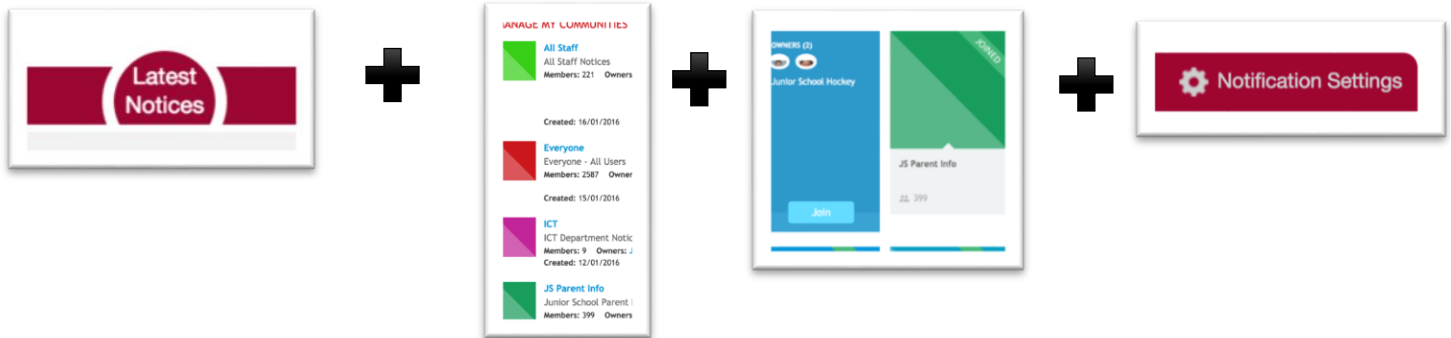 Latest
Notices
MANAGE MY COMMUNITIES
All Staff
All Staff Notices
Members: 221 Owners
Created: 16/01/2016
Everyone
Everyone - All Users
Members: 2587 Owner
Created: 15/01/2016
ICT
ICT Department Notic
Members: 9 Owners: J
Created: 12/01/2016
JS Parent Info
Junior School Parent
Members: 399 Owners
OWNERS (2)
Junior School Hockey
Join
JOINED
JS Parent Info
399
Notification Settings